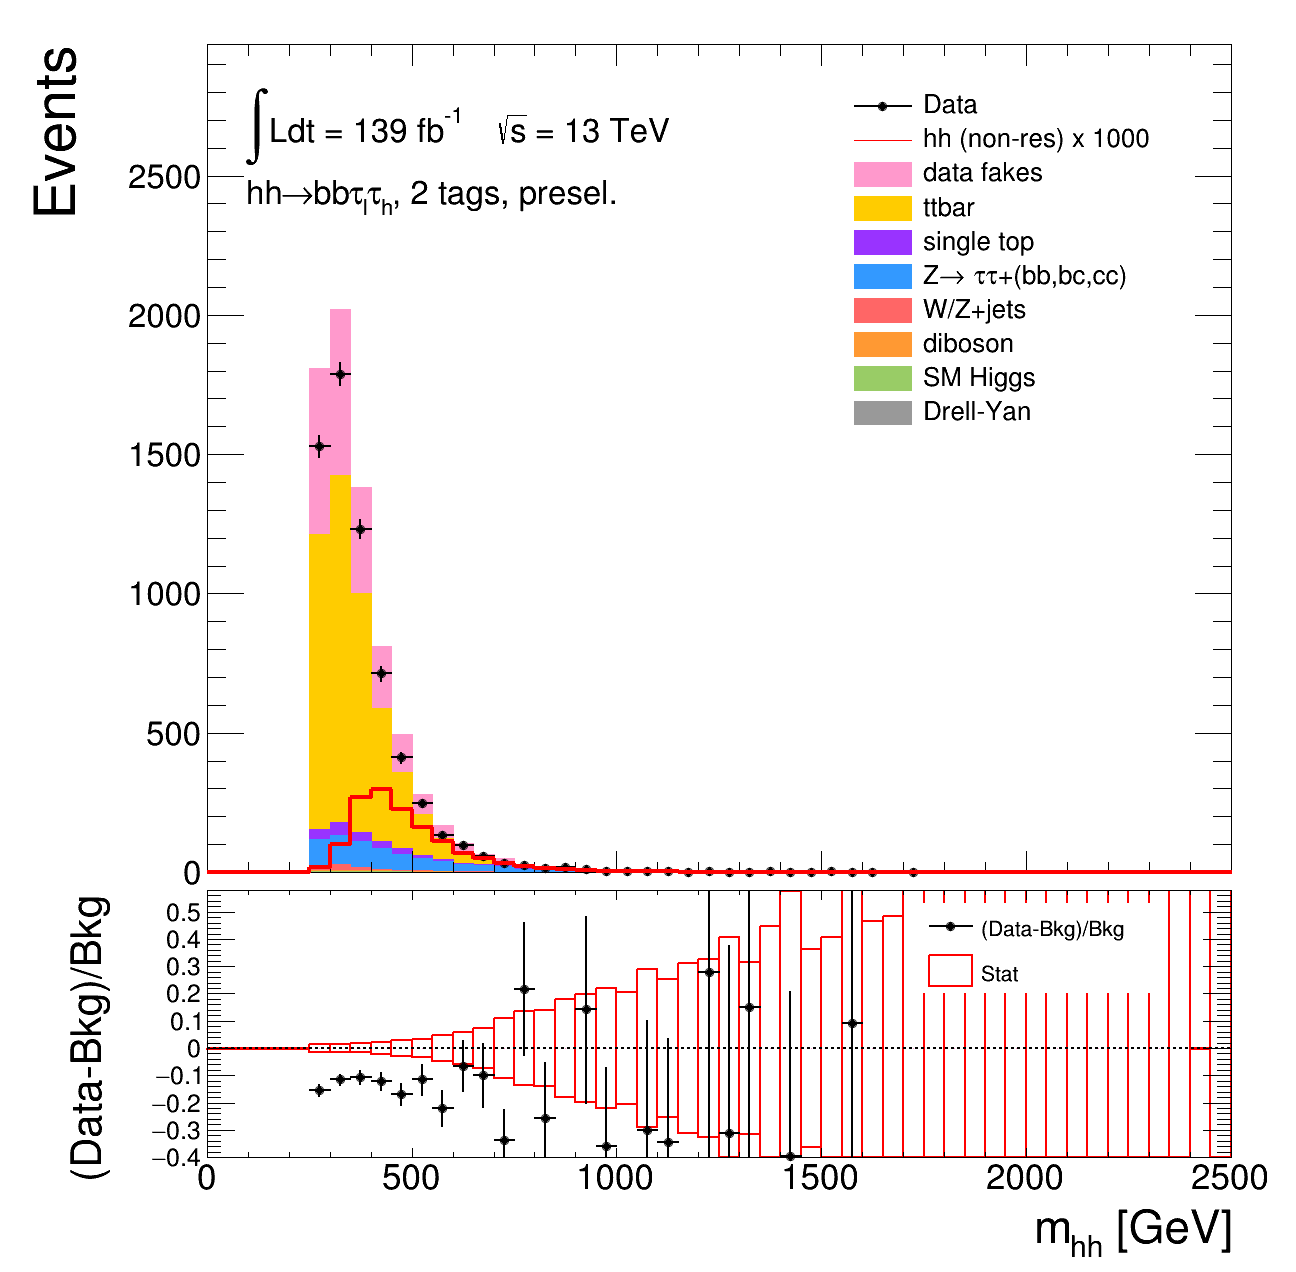 Events
∫Ldt = 139 fb⁻¹ √s = 13 TeV
hh→bbτₗτₕ, 2 tags, presel.
Data
hh (non-res) x 1000
data fakes
ttbar
single top
Z→ ττ+(bb,bc,cc)
W/Z+jets
diboson
SM Higgs
Drell-Yan
2500
2000
1500
1000
500
0
(Data-Bkg)/Bkg
(Data-Bkg)/Bkg
Stat
0.5
0.4
0.3
0.2
0.1
0
−0.1
−0.2
−0.3
−0.4
0 500 1000 1500 2000 2500
m_hh [GeV]